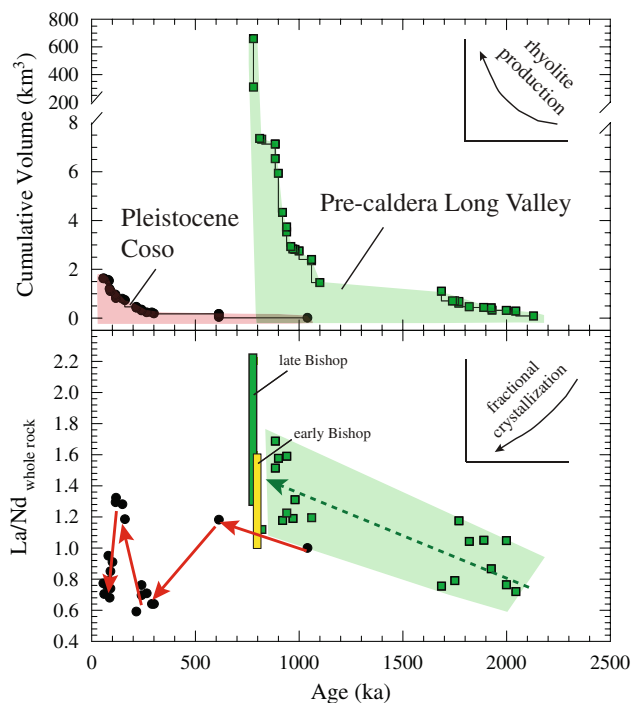 800
600
400
200
8
6
4
2
0
Cumulative Volume (km³)
rhyolite
production
Pleistocene
Coso
Pre-caldera Long Valley
2.2
2.0
1.8
1.6
1.4
1.2
1.0
0.8
0.6
0.4
La/Nd whole rock
late Bishop
early Bishop
fractional
crystallization
0
500
1000
1500
2000
2500
Age (ka)